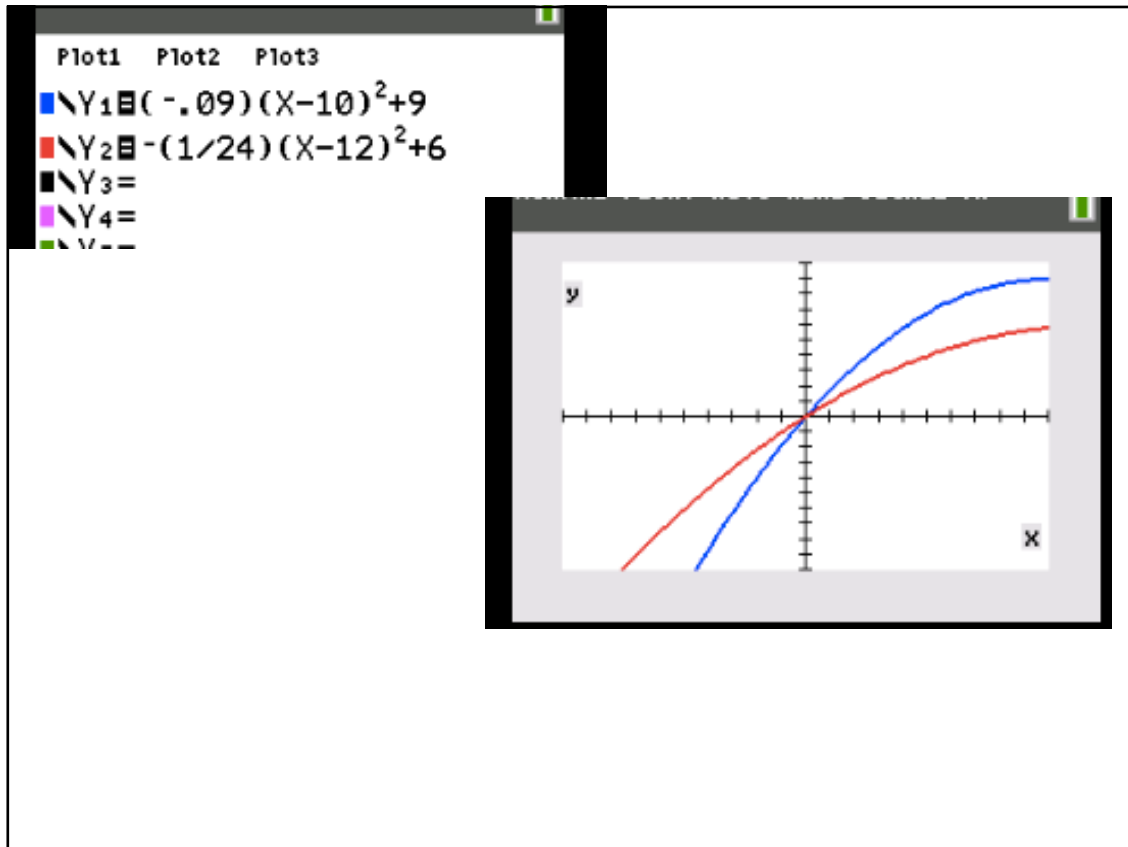 Plot1 Plot2 Plot3
\Y₁=(-.09)(X-10)²+9
\Y₂=-(1/24)(X-12)²+6
\Y₃=
\Y₄=
y
x